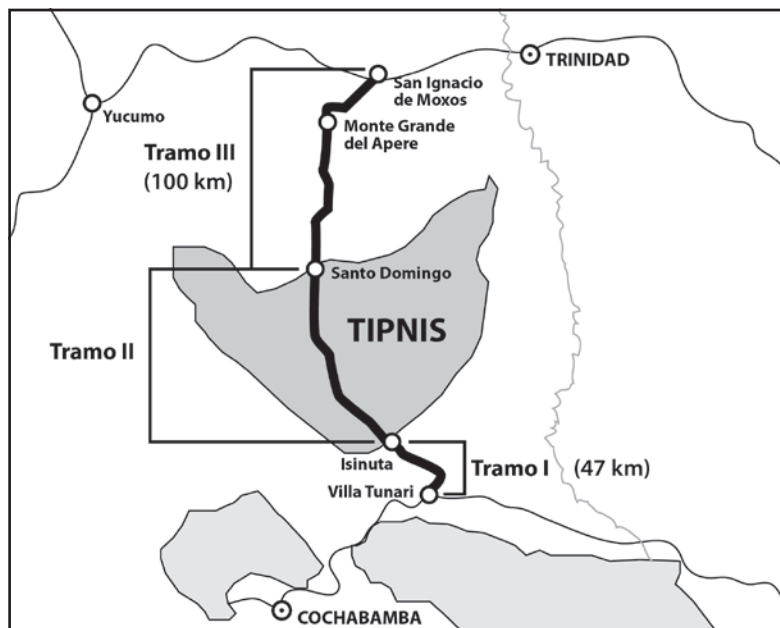 TRINIDAD
San Ignacio
de Moxos
Yucumo
Monte Grande
del Apere
Tramo III
(100 km)
Santo Domingo
TIPNIS
Tramo II
Isinuta
Tramo I (47 km)
Villa Tunari
COCHABAMBA